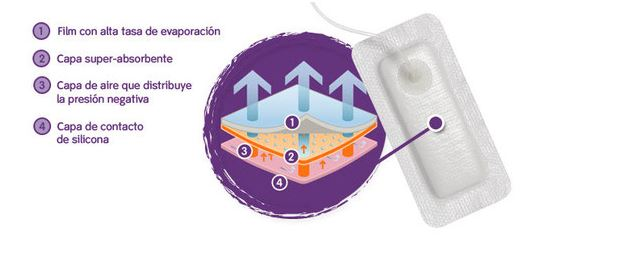 1 Film con alta tasa de evaporación
2 Capa super-absorbente
3 Capa de aire que distribuye
la presión negativa
4 Capa de contacto
de silicona
1
3 2
4